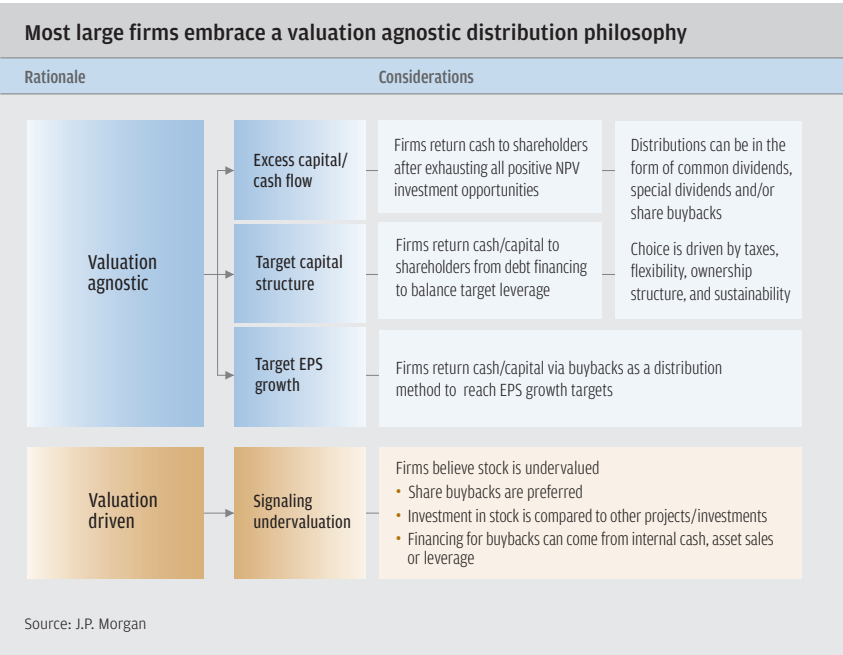 Most large firms embrace a valuation agnostic distribution philosophy
Rationale
Considerations
Valuation
agnostic
Excess capital/
cash flow
Firms return cash to shareholders
after exhausting all positive NPV
investment opportunities
Target capital
structure
Firms return cash/capital to
shareholders from debt financing
to balance target leverage
Distributions can be in the
form of common dividends,
special dividends and/or
share buybacks
Choice is driven by taxes,
flexibility, ownership
structure, and sustainability
Target EPS
growth
Firms return cash/capital via buybacks as a distribution
method to reach EPS growth targets
Valuation
driven
Signaling
undervaluation
Firms believe stock is undervalued
• Share buybacks are preferred
• Investment in stock is compared to other projects/investments
• Financing for buybacks can come from internal cash, asset sales
or leverage
Source: J.P. Morgan